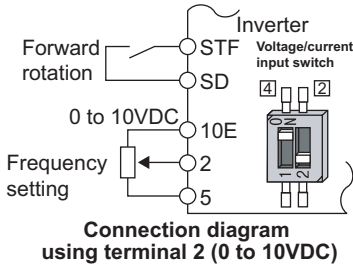 Inverter
Forward
rotation
STF
SD
Voltage/current
input switch
4 2
ON
1 2
0 to 10VDC
10E
Frequency
setting
2
5
Connection diagram
using terminal 2 (0 to 10VDC)